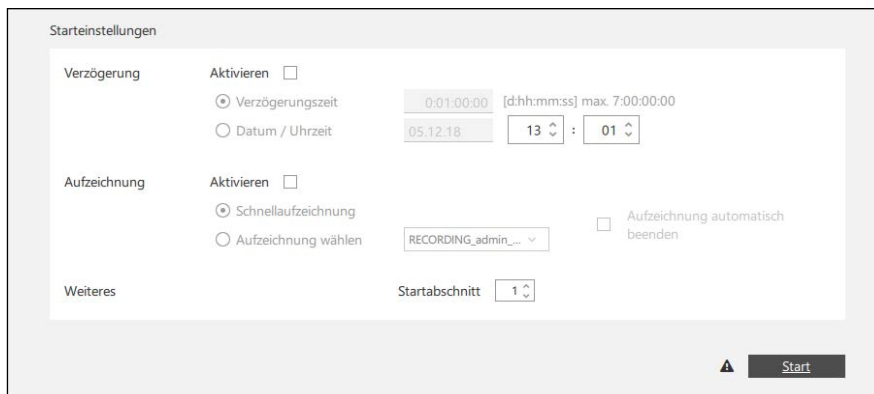 Starteinstellungen
Verzögerung Aktivieren
Verzögerungszeit 0:01:00:00 [d:hh:mm:ss] max. 7:00:00:00
Datum / Uhrzeit 05.12.18 13 : 01
Aufzeichnung Aktivieren
Schnellaufzeichnung
Aufzeichnung wählen RECORDING_admin_...
Aufzeichnung automatisch
beenden
Weiteres Startabschnitt 1
Start